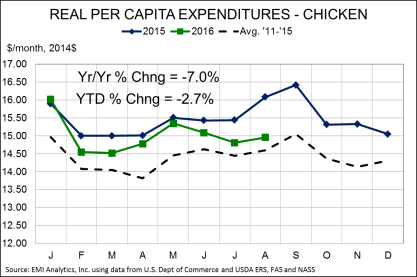 REAL PER CAPITA EXPENDITURES - CHICKEN
$/month, 2014$
2015 2016 Avg. '11-'15
17.00
16.50
16.00
15.50
15.00
14.50
14.00
13.50
13.00
12.50
12.00
Yr/Yr % Chng = -7.0%
YTD % Chng = -2.7%
J F M A M J J A S O N D
Source: EMI Analytics, Inc. using data from U.S. Dept of Commerce and USDA ERS, FAS and NASS